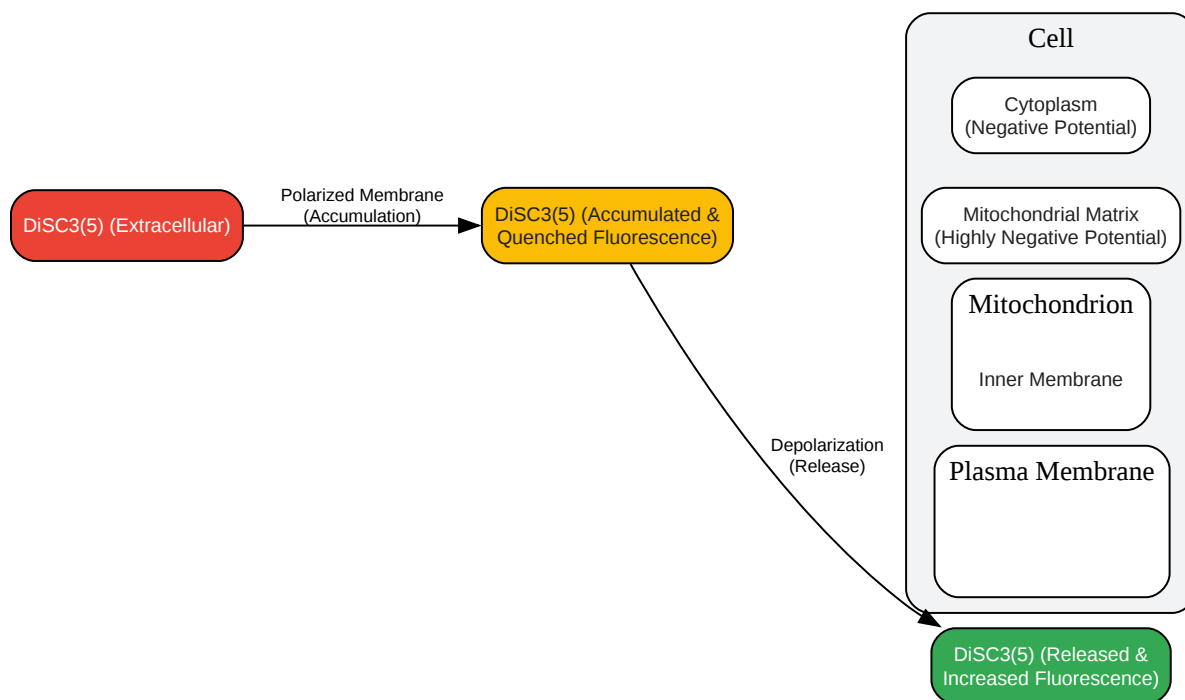 Cell
Cytoplasm
(Negative Potential)
Polarized Membrane
(Accumulation)
DiSC3(5) (Extracellular)
DiSC3(5) (Accumulated &
Quenched Fluorescence)
Mitochondrial Matrix
(Highly Negative Potential)
Mitochondrion
Inner Membrane
Depolarization
(Release)
Plasma Membrane
DiSC3(5) (Released &
Increased Fluorescence)